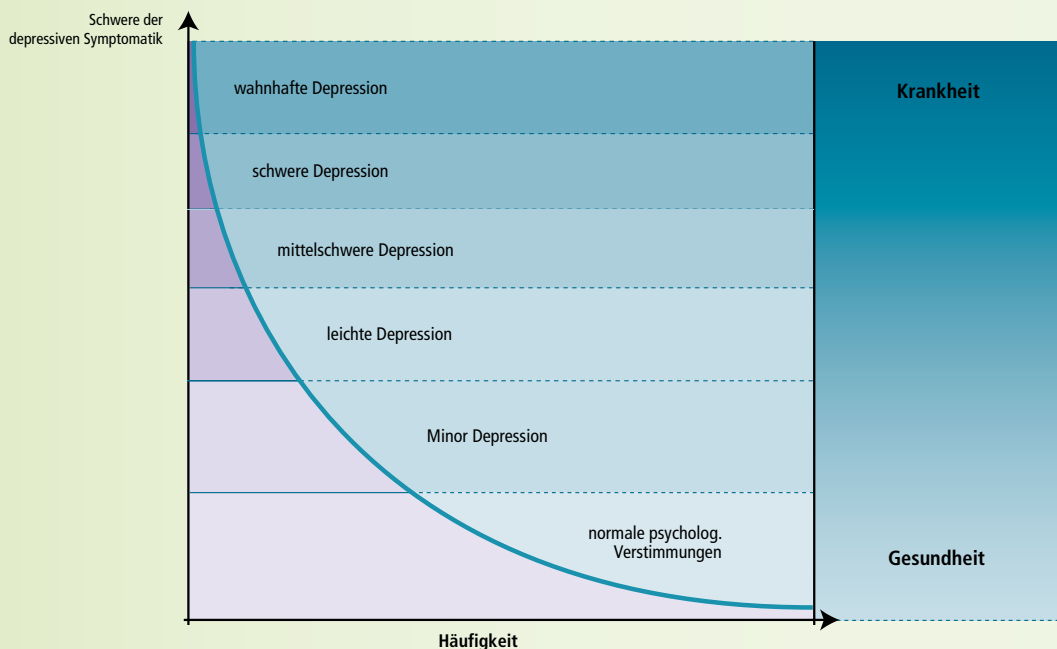 Schwere der
depressiven Symptomatik
wahnhafte Depression
Krankheit
schwere Depression
mittelschwere Depression
leichte Depression
Minor Depression
normale psycholog.
Verstimmungen
Gesundheit
Häufigkeit